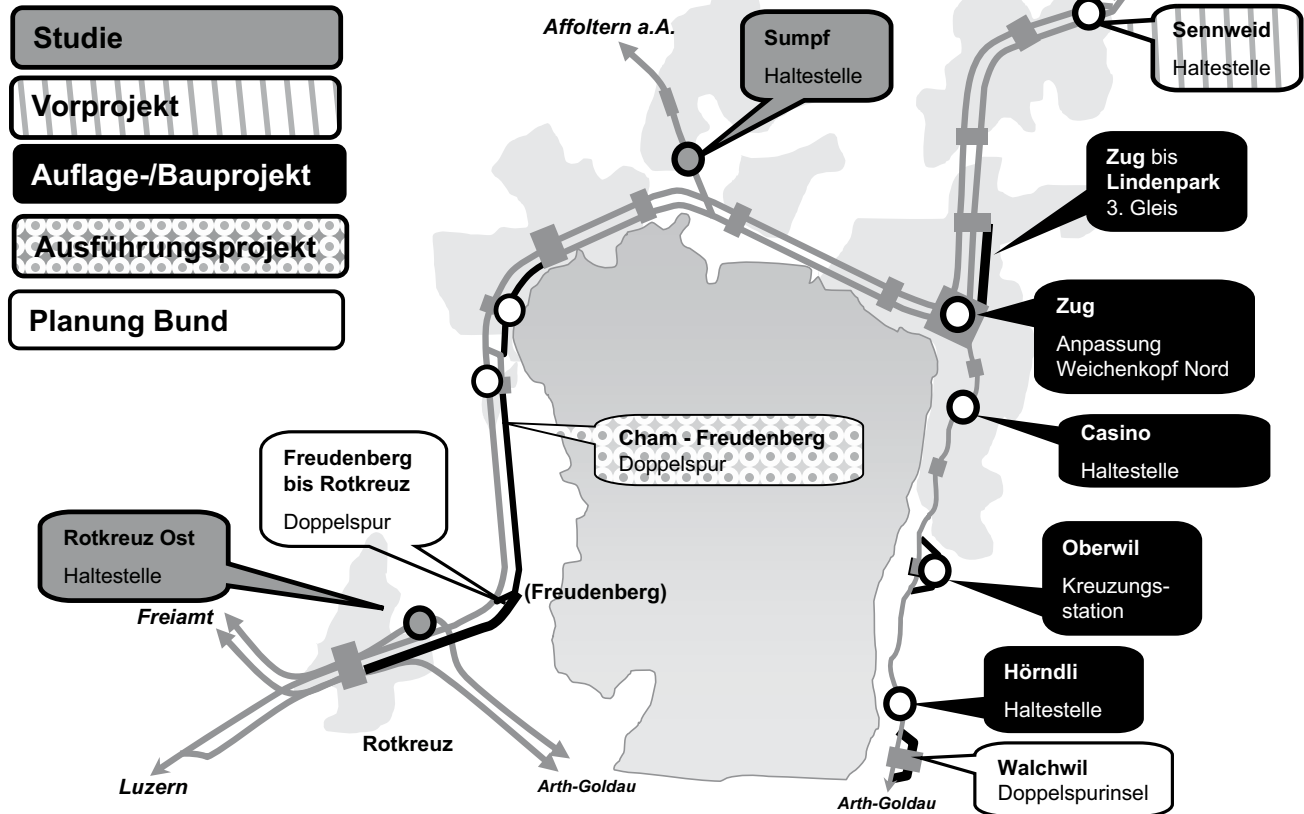 Studie
Vorprojekt
Auflage-/Bauprojekt
Ausführungsprojekt
Planung Bund
Affoltern a.A.
Sumpf
Haltestelle
Sennweid
Haltestelle
Zug bis
Lindenpark
3. Gleis
Zug
Anpassung
Weichenkopf Nord
Casino
Haltestelle
Cham - Freudenberg
Doppelspur
Freudenberg
bis Rotkreuz
Doppelspur
Rotkreuz Ost
Haltestelle
Oberwil
Kreuzungs-
station
(Freudenberg)
Freiamt
Hörndli
Haltestelle
Rotkreuz
Walchwil
Doppelspurinsel
Luzern
Arth-Goldau
Arth-Goldau